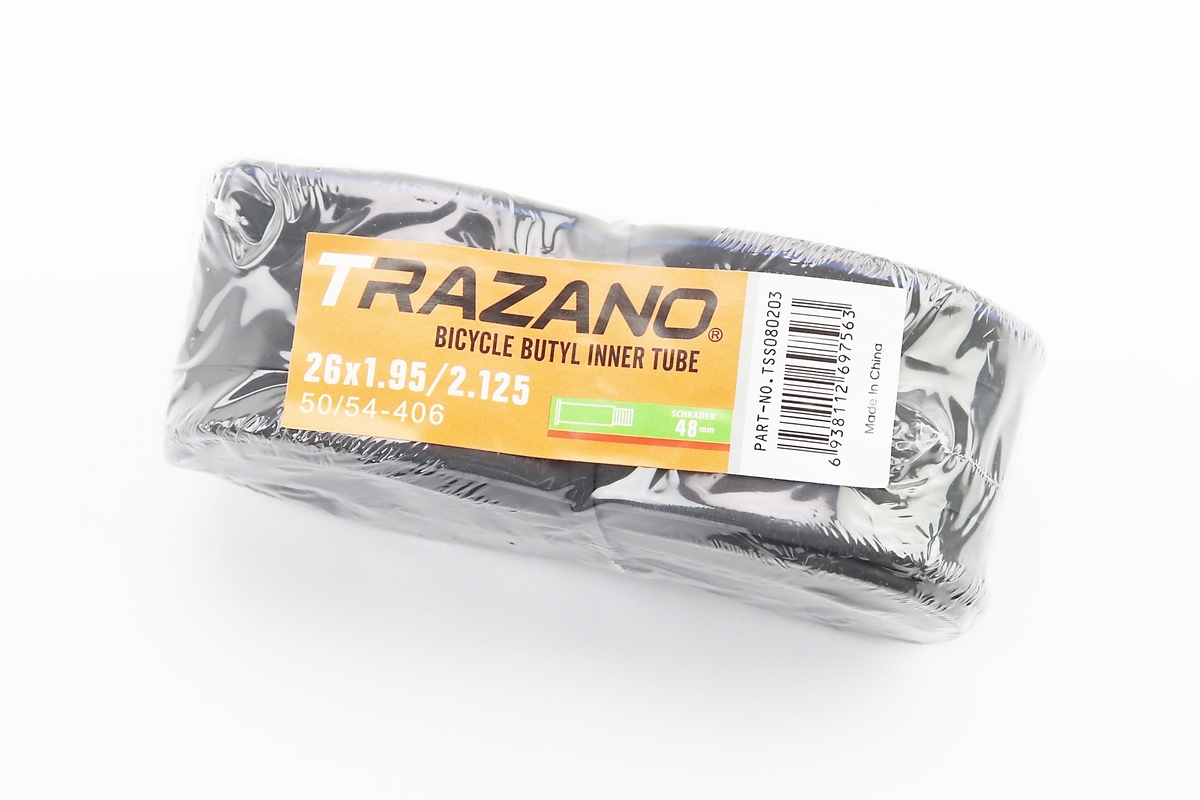 TRAZANO®
BICYCLE BUTYL INNER TUBE
26x1.95/2.125
50/54-406
SCHRADER
48mm
PART-NO.TSS080203
6938112697563
Made In China